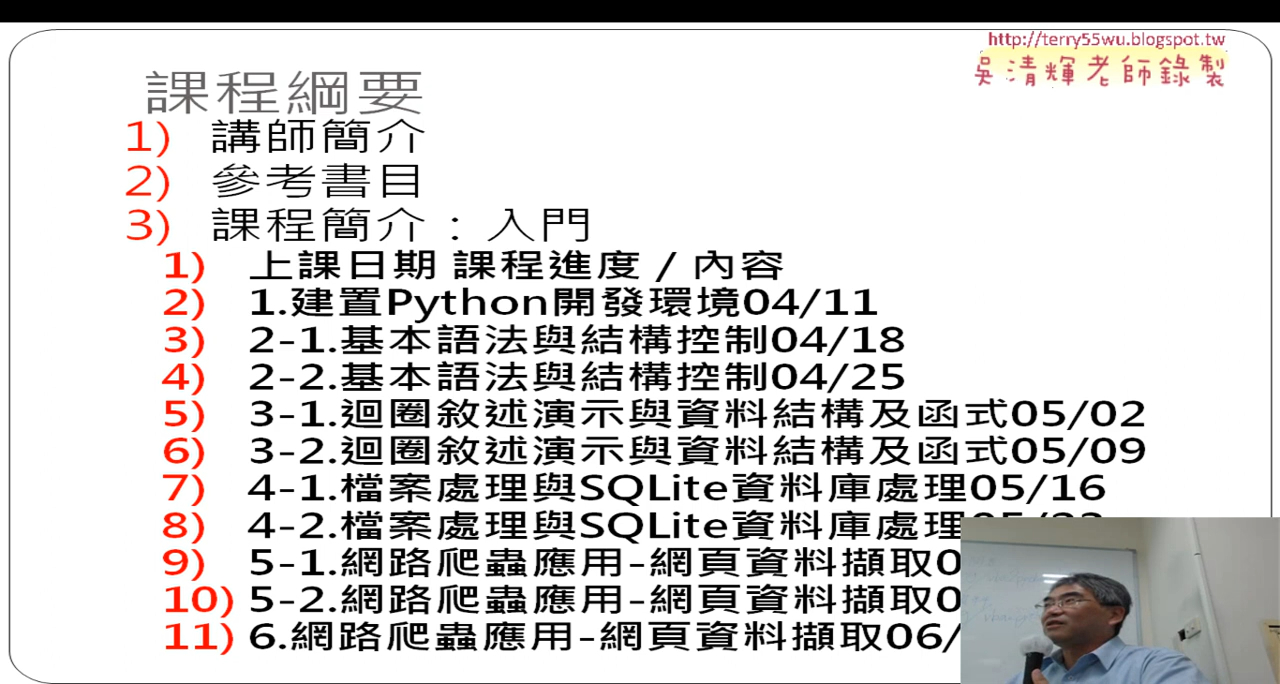 http://terry55wu.blogspot.tw
吳清輝老師錄製
課程綱要
1) 講師簡介
2) 參考書目
3) 課程簡介：入門
1) 上課日期 課程進度 / 內容
2) 1.建置Python開發環境04/11
3) 2-1.基本語法與結構控制04/18
4) 2-2.基本語法與結構控制04/25
5) 3-1.迴圈敘述演示與資料結構及函式05/02
6) 3-2.迴圈敘述演示與資料結構及函式05/09
7) 4-1.檔案處理與SQLite資料庫處理05/16
8) 4-2.檔案處理與SQLite資料庫處理
9) 5-1.網路爬蟲應用-網頁資料擷取0
10) 5-2.網路爬蟲應用-網頁資料擷取0
11) 6.網路爬蟲應用-網頁資料擷取06/